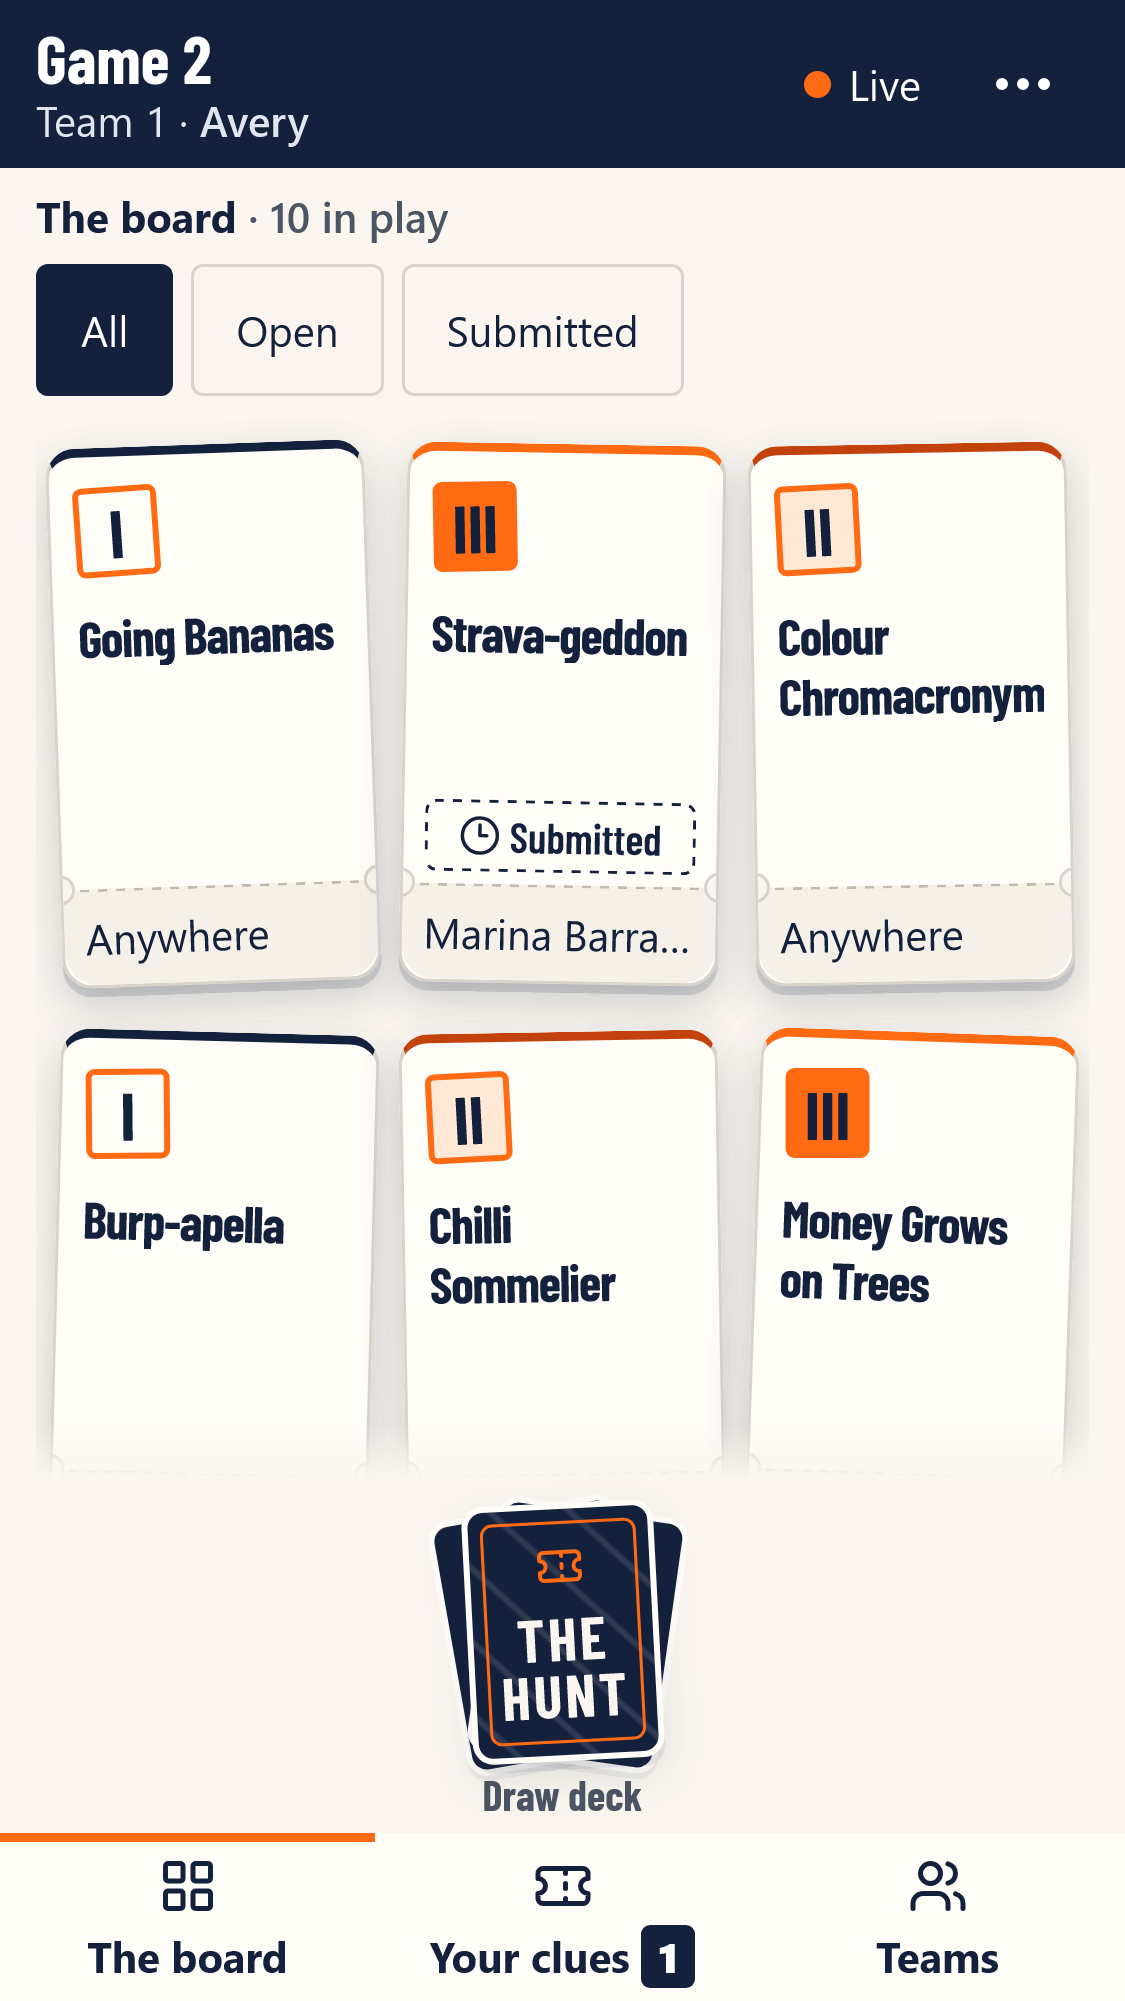 Game 2
Team 1 · Avery
Live
The board · 10 in play
All
Open
Submitted
I
Going Bananas
Anywhere
III
Strava-geddon
Submitted
Marina Barra...
II
Colour
Chromacronym
Anywhere
I
Burp-apella
II
Chilli
Sommelier
III
Money Grows
on Trees
THE
HUNT
Draw deck
The board
Your clues 1
Teams